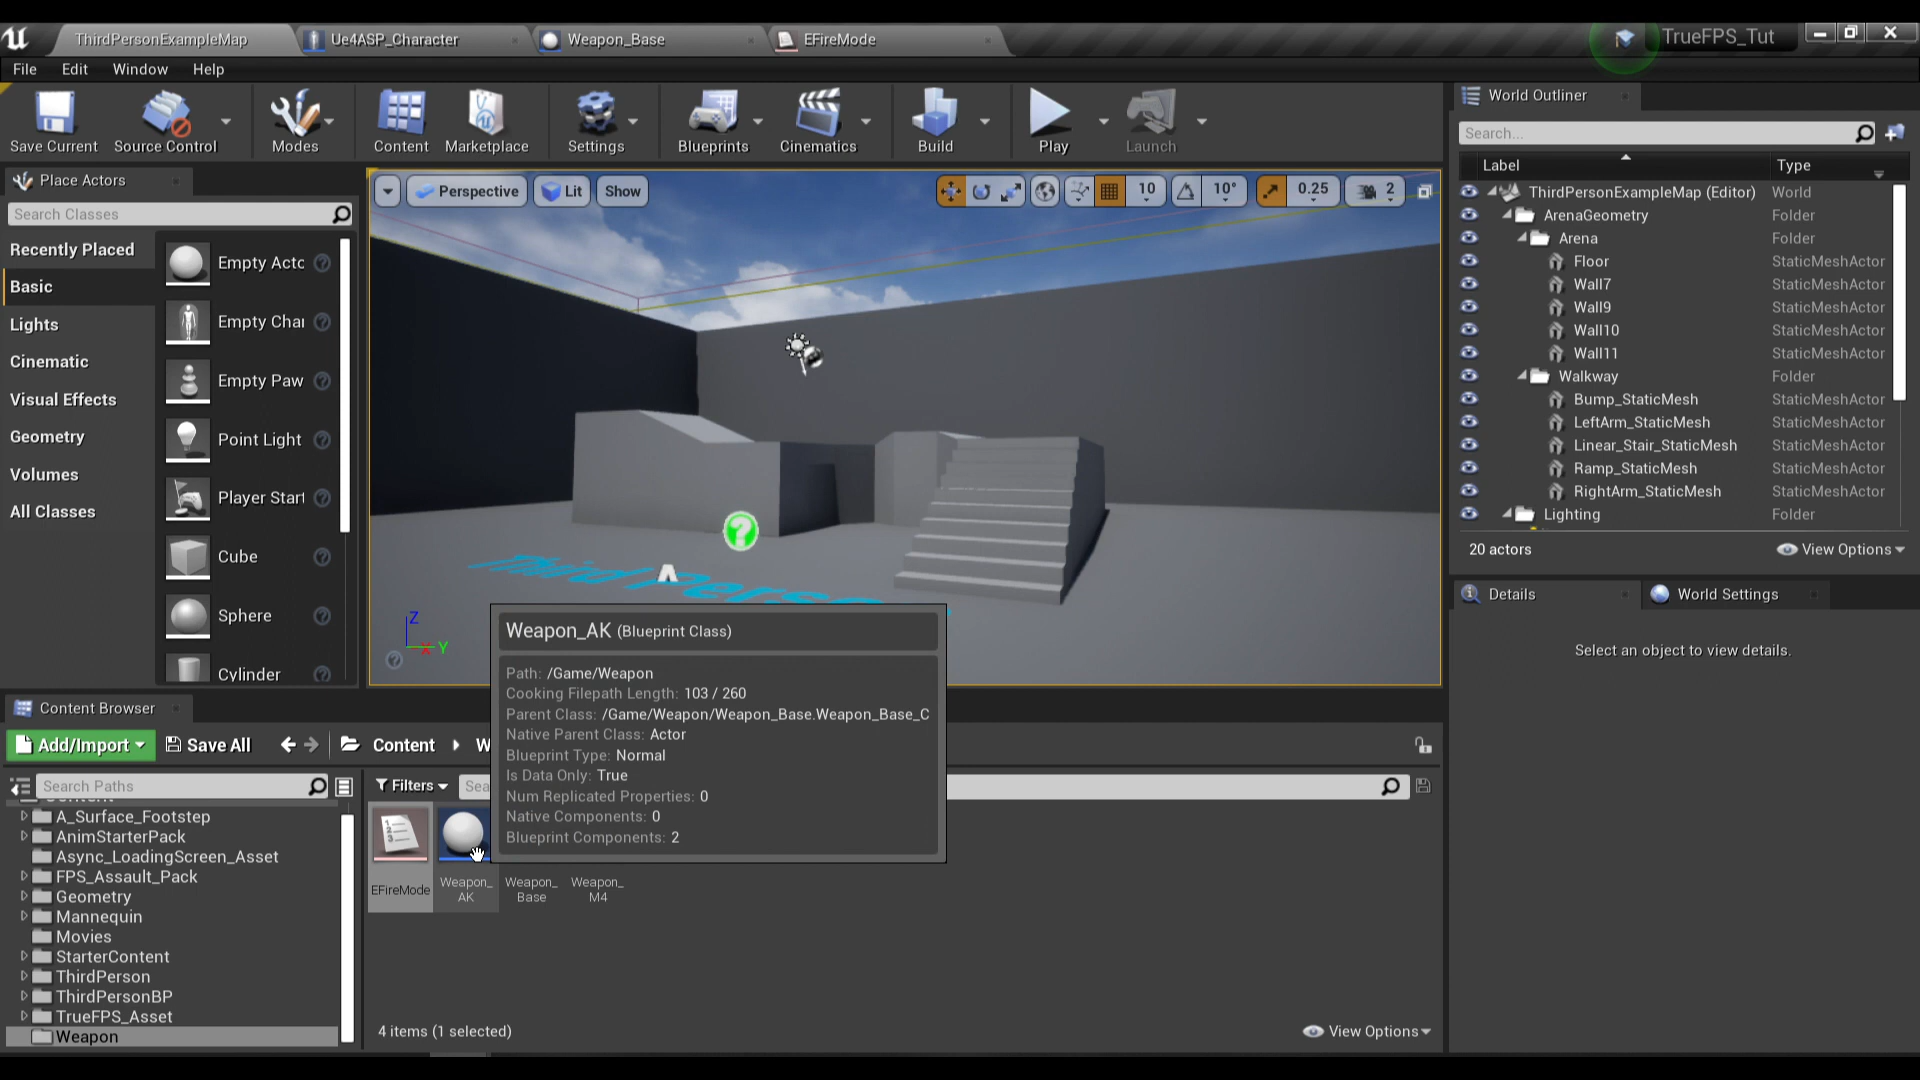 ThirdPersonExampleMap
Ue4ASP_Character
Weapon_Base
EFireMode
TrueFPS_Tut
File Edit Window Help
Save Current
Source Control
Modes
Content
Marketplace
Settings
Blueprints
Cinematics
Build
Play
Launch
Place Actors
Search Classes
Recently Placed
Basic
Lights
Cinematic
Visual Effects
Geometry
Volumes
All Classes
Empty Acto
Empty Char
Empty Paw
Point Light
Player Start
Cube
Sphere
Cylinder
Perspective
Lit
Show
10
10°
0.25
2
Third Perso
Z
X
Y
World Outliner
Search...
Label Type
ThirdPersonExampleMap (Editor) World
ArenaGeometry Folder
Arena Folder
Floor StaticMeshActor
Wall7 StaticMeshActor
Wall9 StaticMeshActor
Wall10 StaticMeshActor
Wall11 StaticMeshActor
Walkway Folder
Bump_StaticMesh StaticMeshActor
LeftArm_StaticMesh StaticMeshActor
Linear_Stair_StaticMesh StaticMeshActor
Ramp_StaticMesh StaticMeshActor
RightArm_StaticMesh StaticMeshActor
Lighting Folder
20 actors
View Options
Details
World Settings
Select an object to view details.
Weapon_AK (Blueprint Class)
Path: /Game/Weapon
Cooking Filepath Length: 103 / 260
Parent Class: /Game/Weapon/Weapon_Base.Weapon_Base_C
Native Parent Class: Actor
Blueprint Type: Normal
Is Data Only: True
Num Replicated Properties: 0
Native Components: 0
Blueprint Components: 2
Content Browser
Add/Import
Save All
Content
W
Search Paths
Filters
Sea
Content
A_Surface_Footstep
AnimStarterPack
Async_LoadingScreen_Asset
FPS_Assault_Pack
Geometry
Mannequin
Movies
StarterContent
ThirdPerson
ThirdPersonBP
TrueFPS_Asset
Weapon
EFireMode
Weapon_
AK
Weapon_
Base
Weapon_
M4
4 items (1 selected)
View Options